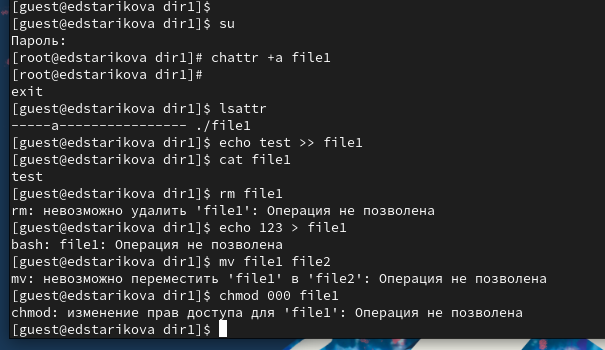 [guest@edstarikova dir1]$
[guest@edstarikova dir1]$ su
Пароль:
[root@edstarikova dir1]# chattr +a file1
[root@edstarikova dir1]#
exit
[guest@edstarikova dir1]$ lsattr
-----a---------------- ./file1
[guest@edstarikova dir1]$ echo test >> file1
[guest@edstarikova dir1]$ cat file1
test
[guest@edstarikova dir1]$ rm file1
rm: невозможно удалить 'file1': Операция не позволена
[guest@edstarikova dir1]$ echo 123 > file1
bash: file1: Операция не позволена
[guest@edstarikova dir1]$ mv file1 file2
mv: невозможно переместить 'file1' в 'file2': Операция не позволена
[guest@edstarikova dir1]$ chmod 000 file1
chmod: изменение прав доступа для 'file1': Операция не позволена
[guest@edstarikova dir1]$